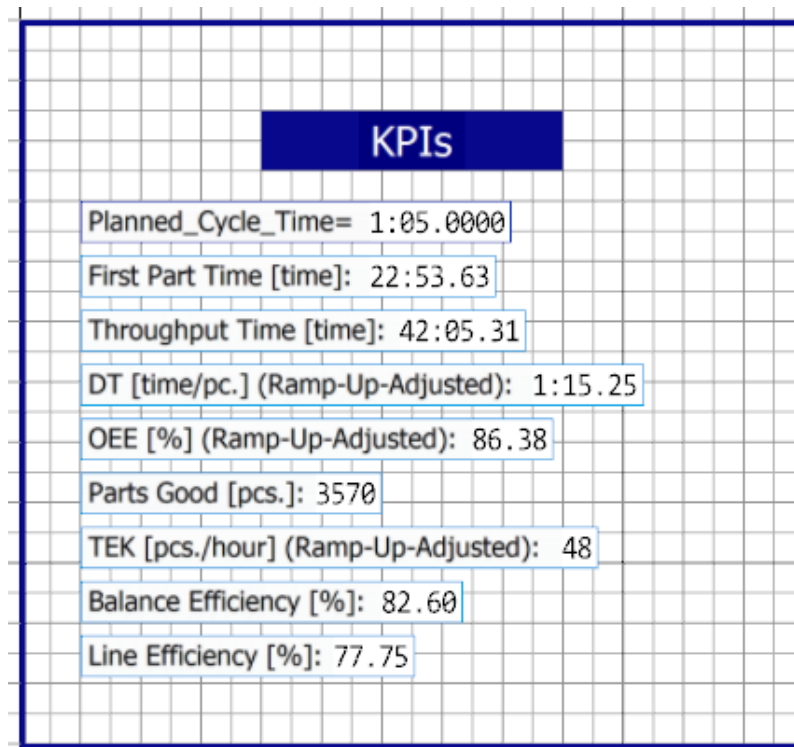 KPIs
Planned_Cycle_Time= 1:05.0000
First Part Time [time]: 22:53.63
Throughput Time [time]: 42:05.31
DT [time/pc.] (Ramp-Up-Adjusted): 1:15.25
OEE [%] (Ramp-Up-Adjusted): 86.38
Parts Good [pcs.]: 3570
TEK [pcs./hour] (Ramp-Up-Adjusted): 48
Balance Efficiency [%]: 82.60
Line Efficiency [%]: 77.75